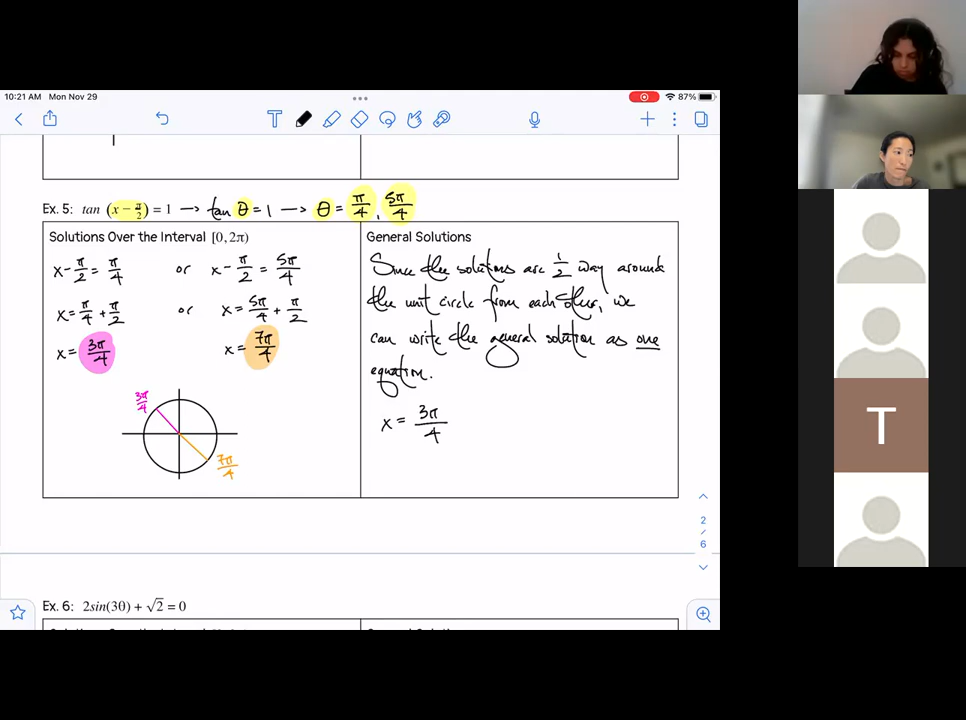 10:21 AM Mon Nov 29
87%
Ex. 5: tan (x − π/2) = 1 → tan θ = 1 → θ = π/4, 5π/4
Solutions Over the Interval [0, 2π)
x − π/2 = π/4 or x − π/2 = 5π/4
x = π/4 + π/2 or x = 5π/4 + π/2
x = 3π/4 x = 7π/4
3π/4
7π/4
General Solutions
Since the solutions are 1/2 way around
the unit circle from each other, we
can write the general solution as one
equation.
x = 3π/4
2
/
6
Ex. 6: 2sin(3θ) + √2 = 0
T